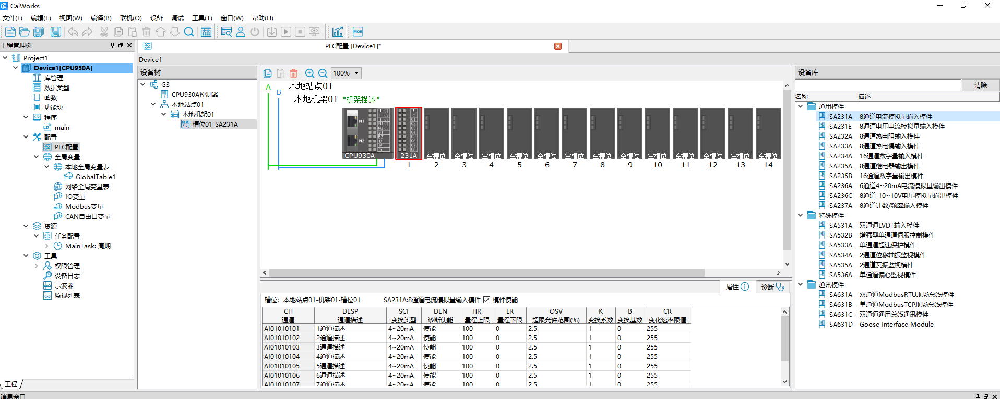 CalWorks
文件(F) 编辑(E) 视图(W) 编译(B) 联机(O) 设备 调试 工具(T) 窗口(W) 帮助(H)
MOB
工程管理树
Project1
Device1[CPU930A]
库管理
数据类型
函数
功能块
程序
main
配置
PLC配置
全局变量
本地全局变量表
GlobalTable1
网络全局变量表
IO变量
Modbus变量
CAN自由口变量
资源
任务配置
MainTask: 周期
工具
权限管理
设备日志
示波器
监视列表
工程
PLC配置 [Device1]*
Device1
设备树
G3
CPU930A控制器
本地站点01
本地机架01
槽位01_SA231A
100%
A B 本地站点01
本地机架01 *机架描述*
N1
N2
CPU930A 231A 空槽位 空槽位 空槽位 空槽位 空槽位 空槽位 空槽位 空槽位 空槽位 空槽位 空槽位 空槽位 空槽位
1 2 3 4 5 6 7 8 9 10 11 12 13 14
属性 诊断
槽位: 本地站点01-机架01-槽位01 SA231A:8通道电流模拟量输入模件 模件使能
CH DESP SCI DEN HR LR OSV K B CR
通道 通道描述 变换类型 诊断使能 量程上限 量程下限 超限允许范围(%) 变换系数 变换基数 变化速率限值
AI01010101 1通道描述 4~20mA 使能 100 0 2.5 1 0 255
AI01010102 2通道描述 4~20mA 使能 100 0 2.5 1 0 255
AI01010103 3通道描述 4~20mA 使能 100 0 2.5 1 0 255
AI01010104 4通道描述 4~20mA 使能 100 0 2.5 1 0 255
AI01010105 5通道描述 4~20mA 使能 100 0 2.5 1 0 255
AI01010106 6通道描述 4~20mA 使能 100 0 2.5 1 0 255
AI01010107 7通道描述 4~20mA 使能 100 0 2.5 1 0 255
设备库
清除
名称 描述
通用模件
SA231A 8通道电流模拟量输入模件
SA231E 8通道电压电流模拟量输入模件
SA232A 8通道热电阻输入模件
SA233A 8通道热电偶输入模件
SA234A 16通道数字量输入模件
SA235A 8通道继电器输出模件
SA235B 16通道数字量输出模件
SA236A 6通道4~20mA电流模拟量输出模件
SA236C 8通道-10~10V电压模拟量输出模件
SA237A 8通道计数/频率输入模件
特殊模件
SA531A 双通道LVDT输入模件
SA532B 增强型单通道伺服控制模件
SA533A 单通道超速保护模件
SA534A 2通道位移轴振监视模件
SA535A 2通道瓦振监视模件
SA536A 单通道偏心监视模件
通讯模件
SA631A 双通道ModbusRTU现场总线模件
SA631B 单通道ModbusTCP现场总线模件
SA631C 双通道通用总线通讯模件
SA631D Goose Interface Module
消息窗口